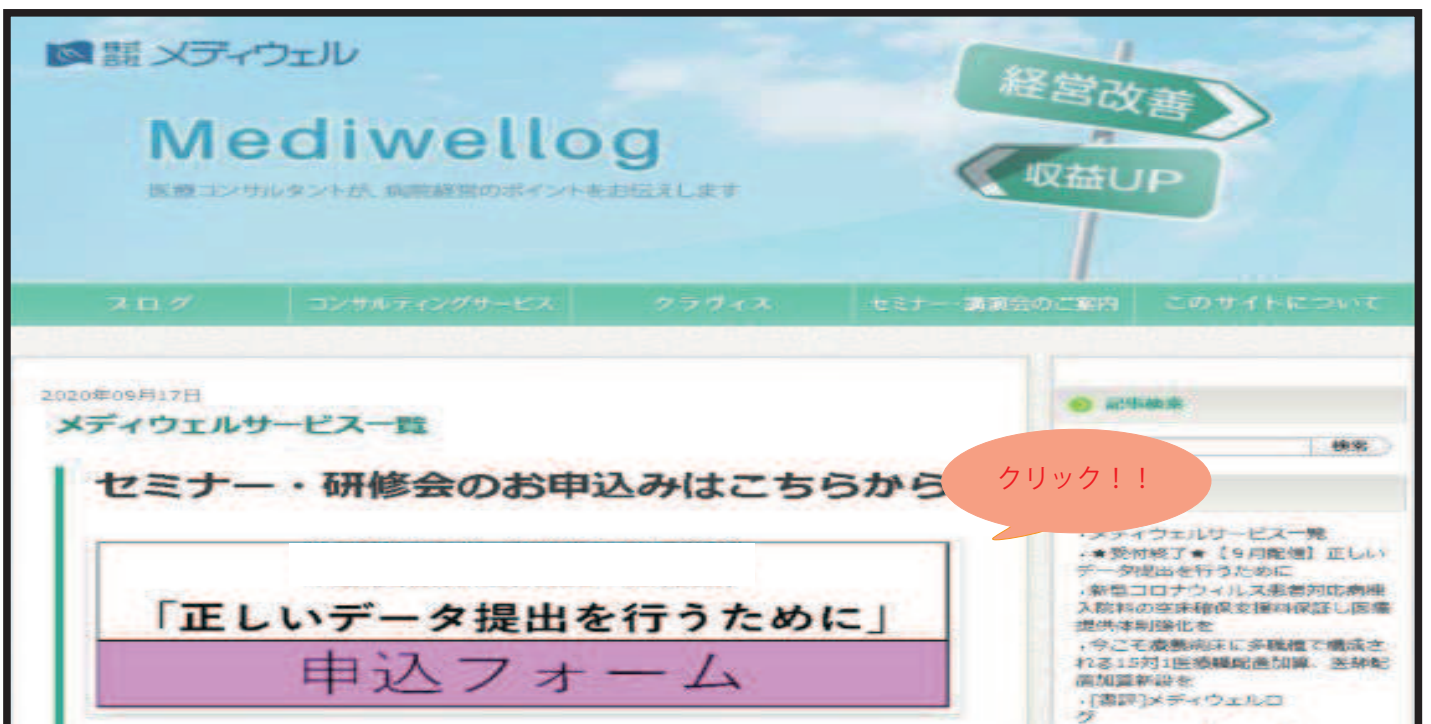 株式会社 メディウェル
経営改善
収益UP
Mediwellog
医療コンサルタントが、病院経営のポイントをお伝えします
ブログ
コンサルティングサービス
クラヴィス
セミナー・講演会のご案内
このサイトについて
2020年09月17日
メディウェルサービス一覧
セミナー・研修会のお申込みはこちらから
クリック！！
「正しいデータ提出を行うために」
申込フォーム
記事検索
検索
・メディウェルサービス一覧
・★受付終了★【9月配信】正しい
データ提出を行うために
・新型コロナウィルス患者対応病棟
入院料の空床確保支援料保証し医療
提供体制強化を
・今こそ療養病床に多職種で構成さ
れる15対1医療職配置加算、医師配
置加算新設を
・[書評]メディウェルロ
グ